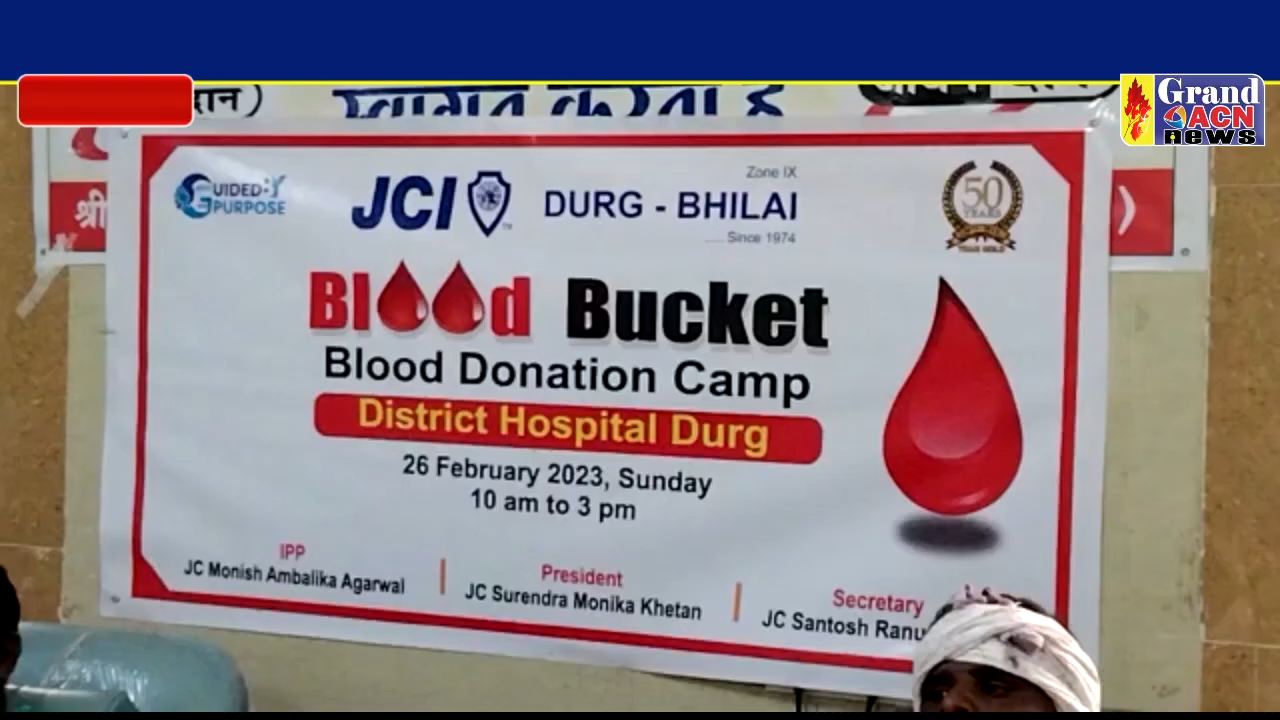 Grand
ACN
news
स्वागत करता है
श्री
GUIDED BY
PURPOSE
JCI
Zone IX
DURG - BHILAI
..... Since 1974
50
YEARS
Blood Bucket
Blood Donation Camp
District Hospital Durg
26 February 2023, Sunday
10 am to 3 pm
IPP
JC Monish Ambalika Agarwal
President
JC Surendra Monika Khetan
Secretary
JC Santosh